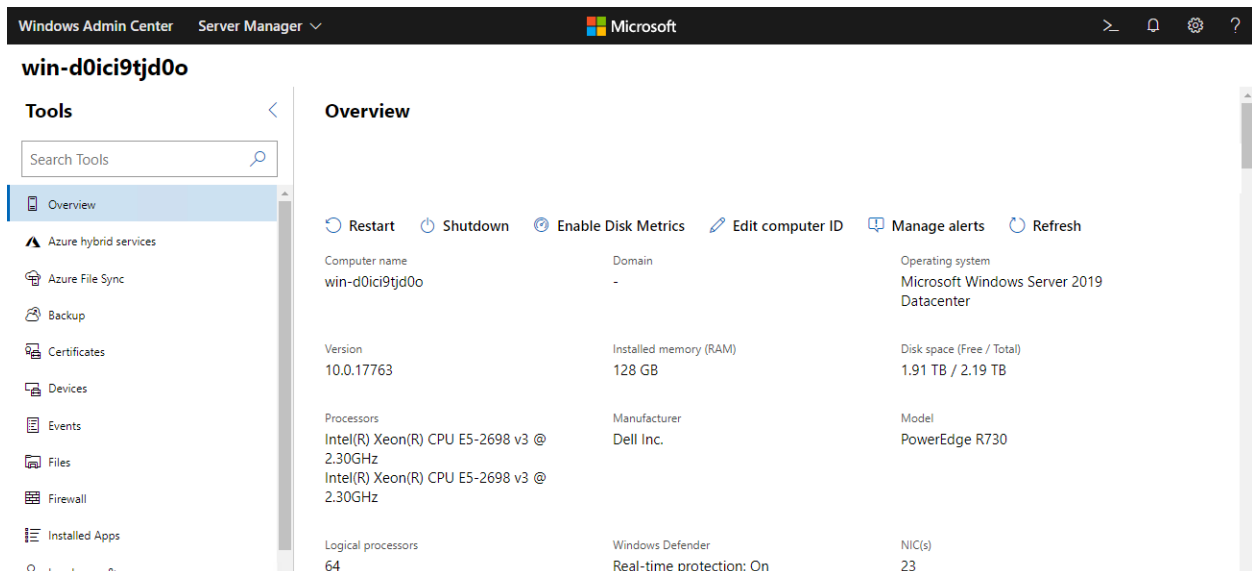 Windows Admin Center Server Manager Microsoft
win-d0ici9tjd0o
Tools
Search Tools
Overview
Azure hybrid services
Azure File Sync
Backup
Certificates
Devices
Events
Files
Firewall
Installed Apps
Overview
Restart Shutdown Enable Disk Metrics Edit computer ID Manage alerts Refresh
Computer name Domain Operating system
win-d0ici9tjd0o - Microsoft Windows Server 2019
Datacenter
Version Installed memory (RAM) Disk space (Free / Total)
10.0.17763 128 GB 1.91 TB / 2.19 TB
Processors Manufacturer Model
Intel(R) Xeon(R) CPU E5-2698 v3 @ Dell Inc. PowerEdge R730
2.30GHz
Intel(R) Xeon(R) CPU E5-2698 v3 @
2.30GHz
Logical processors Windows Defender NIC(s)
64 Real-time protection: On 23